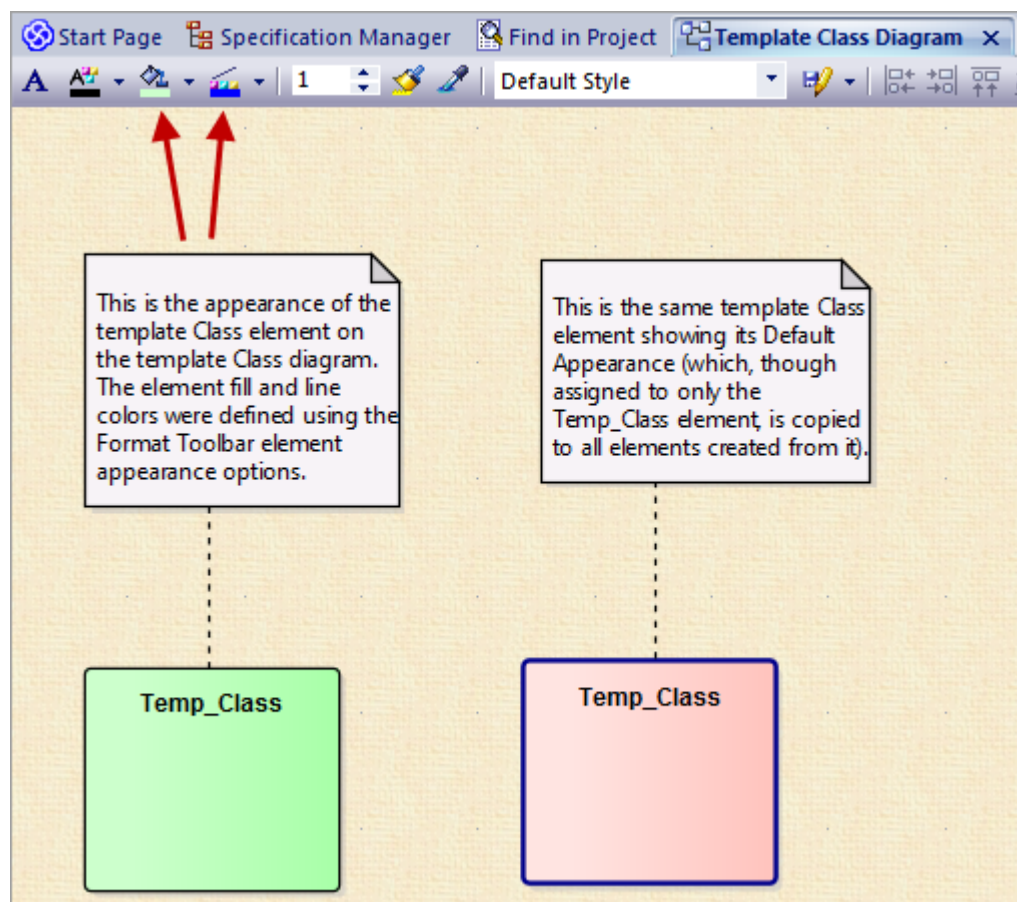 Start Page Specification Manager Find in Project Template Class Diagram
A A 1 Default Style
This is the appearance of the
template Class element on
the template Class diagram.
The element fill and line
colors were defined using the
Format Toolbar element
appearance options.
This is the same template Class
element showing its Default
Appearance (which, though
assigned to only the
Temp_Class element, is copied
to all elements created from it).
Temp_Class
Temp_Class